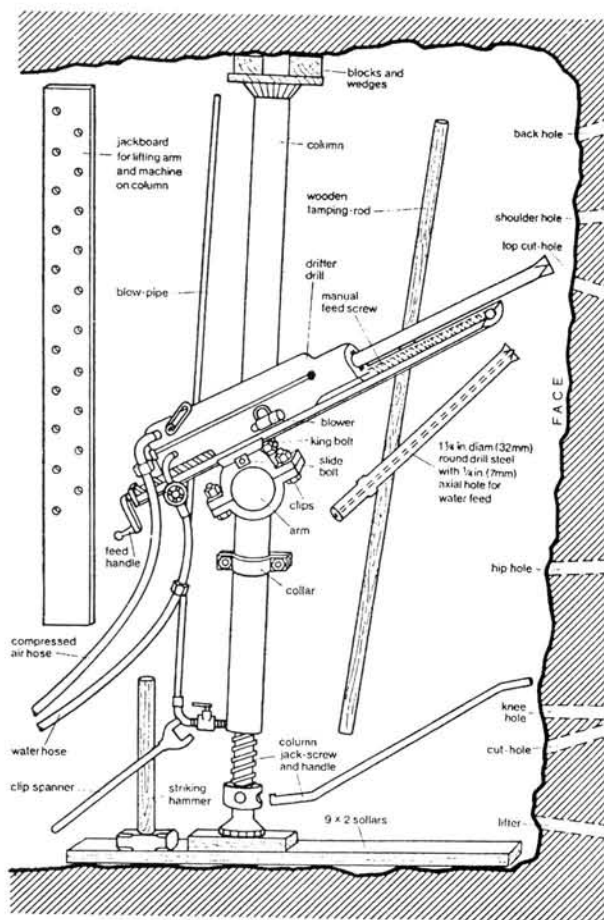 blocks and
wedges
jackboard
for lifting arm
and machine
on column
column
back hole
wooden
tamping-rod
shoulder hole
top cut-hole
drifter
drill
manual
feed screw
blow-pipe
FACE
blower
king bolt
slide
bolt
clips
arm
1¼ in diam (32mm)
round drill steel
with ¼ in (7mm)
axial hole for
water feed
feed
handle
hip hole
collar
compressed
air hose
knee
hole
water hose
column
jack-screw
and handle
cut-hole
clip spanner
striking
hammer
9 × 2 sollars
lifter